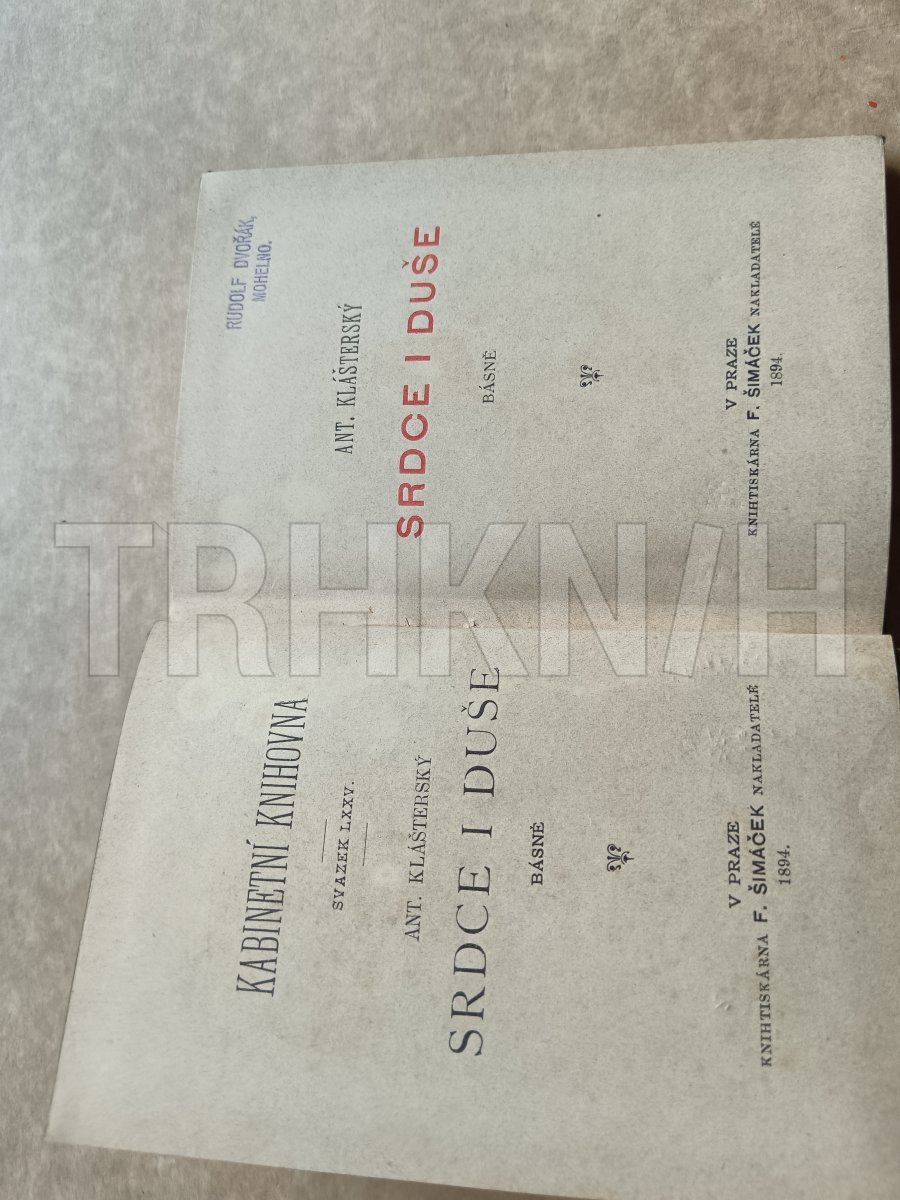 KABINETNÍ KNIHOVNA
SVAZEK LXXV.
ANT. KLÁŠTERSKÝ
SRDCE I DUŠE
BÁSNĚ
V PRAZE
KNIHTISKÁRNA F. ŠIMÁČEK NAKLADATELÉ
1894.
RUDOLF DVOŘÁK,
MOHELNO.
ANT. KLÁŠTERSKÝ
SRDCE I DUŠE
BÁSNĚ
V PRAZE
KNIHTISKÁRNA F. ŠIMÁČEK NAKLADATELÉ
1894.
TRHKNIH